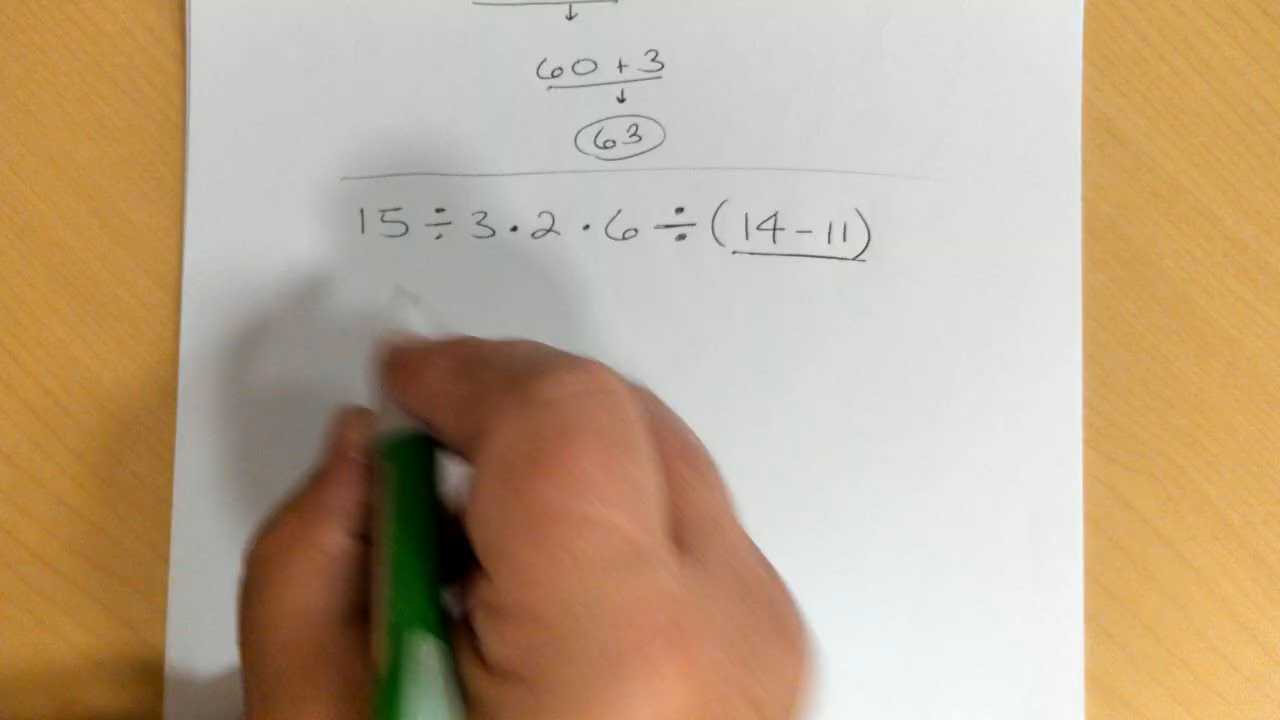 ↓
60 + 3
↓
63
15 ÷ 3 · 2 · 6 ÷ (14 - 11)